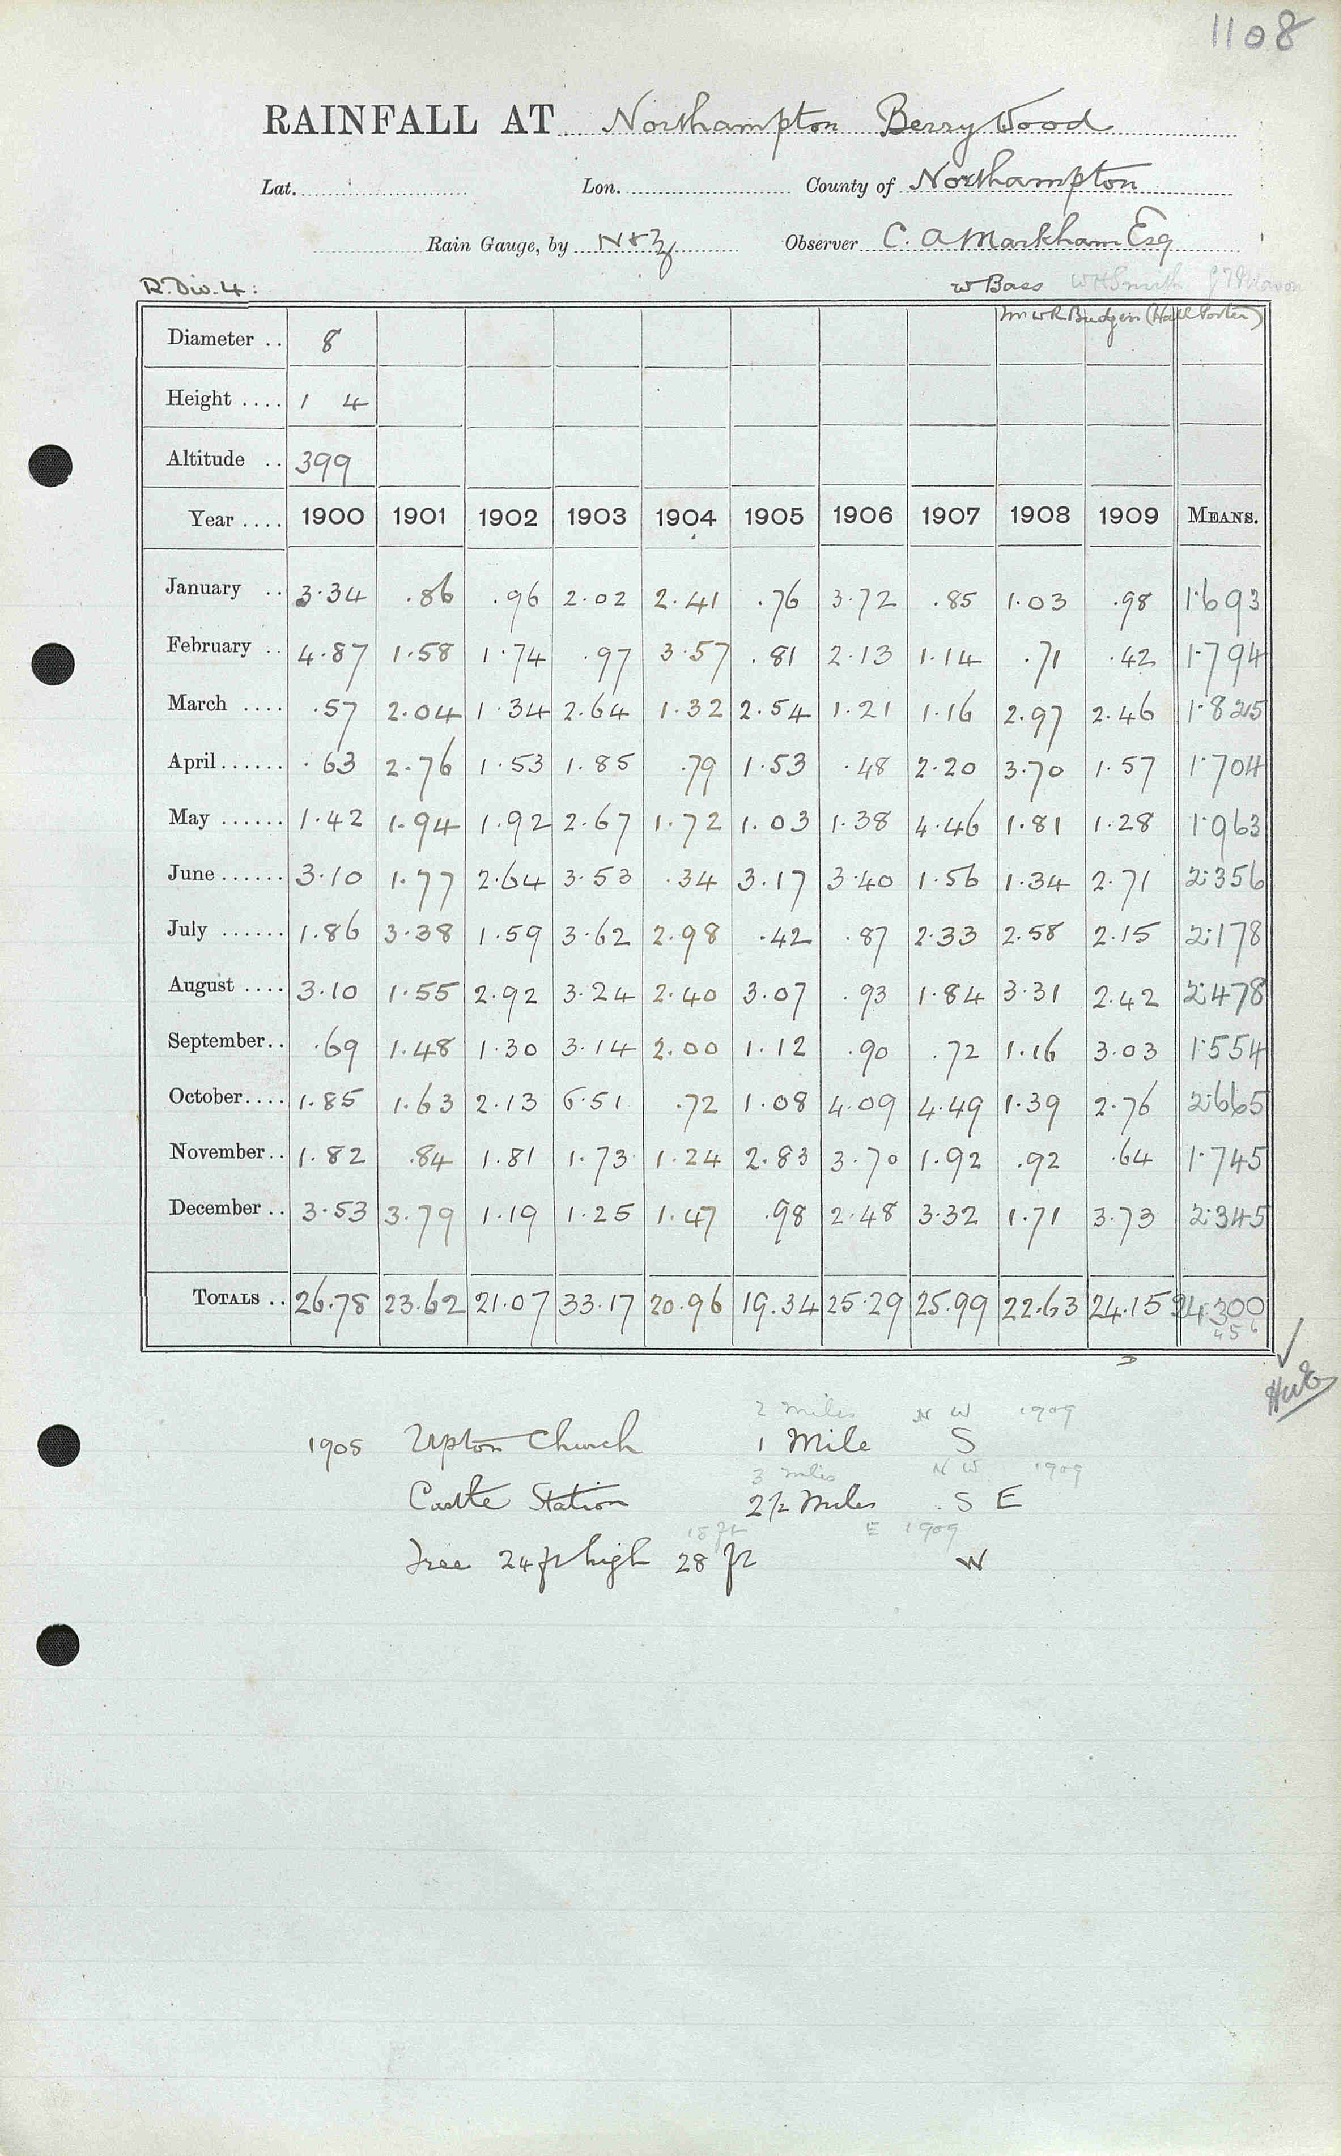 1108
RAINFALL AT Northampton Berry Wood
Lat. Lon. County of Northampton
Rain Gauge, by N & Z Observer C. A Markham Esq
R. Div. 4: W Bass WHSmith
Mr W R Budgen (Hall Porter)
Diameter .. 8
Height .... 1 4
Altitude .. 399
Year .... 1900 1901 1902 1903 1904 1905 1906 1907 1908 1909 MEANS.
January .. 3.34 .86 .96 2.02 2.41 .76 3.72 .85 1.03 .98 1.693
February .. 4.87 1.58 1.74 .97 3.57 .81 2.13 1.14 .71 .42 1.794
March .... .57 2.04 1.34 2.64 1.32 2.54 1.21 1.16 2.97 2.46 1.825
April...... .63 2.76 1.53 1.85 .79 1.53 .48 2.20 3.70 1.57 1.704
May ...... 1.42 1.94 1.92 2.67 1.72 1.03 1.38 4.46 1.81 1.28 1.963
June ...... 3.10 1.77 2.64 3.53 .34 3.17 3.40 1.56 1.34 2.71 2.356
July ...... 1.86 3.38 1.59 3.62 2.98 .42 .87 2.33 2.58 2.15 2.178
August .... 3.10 1.55 2.92 3.24 2.40 3.07 .93 1.84 3.31 2.42 2.478
September.. .69 1.48 1.30 3.14 2.00 1.12 .90 .72 1.16 3.03 1.554
October.... 1.85 1.63 2.13 6.51 .72 1.08 4.09 4.49 1.39 2.76 2.665
November.. 1.82 .84 1.81 1.73 1.24 2.83 3.70 1.92 .92 .64 1.745
December .. 3.53 3.79 1.19 1.25 1.47 .98 2.48 3.32 1.71 3.73 2.345
TOTALS .. 26.78 23.62 21.07 33.17 20.96 19.34 25.29 25.99 22.63 24.15 24.300
456
2 miles N W 1909
1905 Upton Church 1 Mile S
3 miles N W 1909
Castle Station 2½ Miles S E
18 ft E 1909
Tree 24 ft high 28 ft W